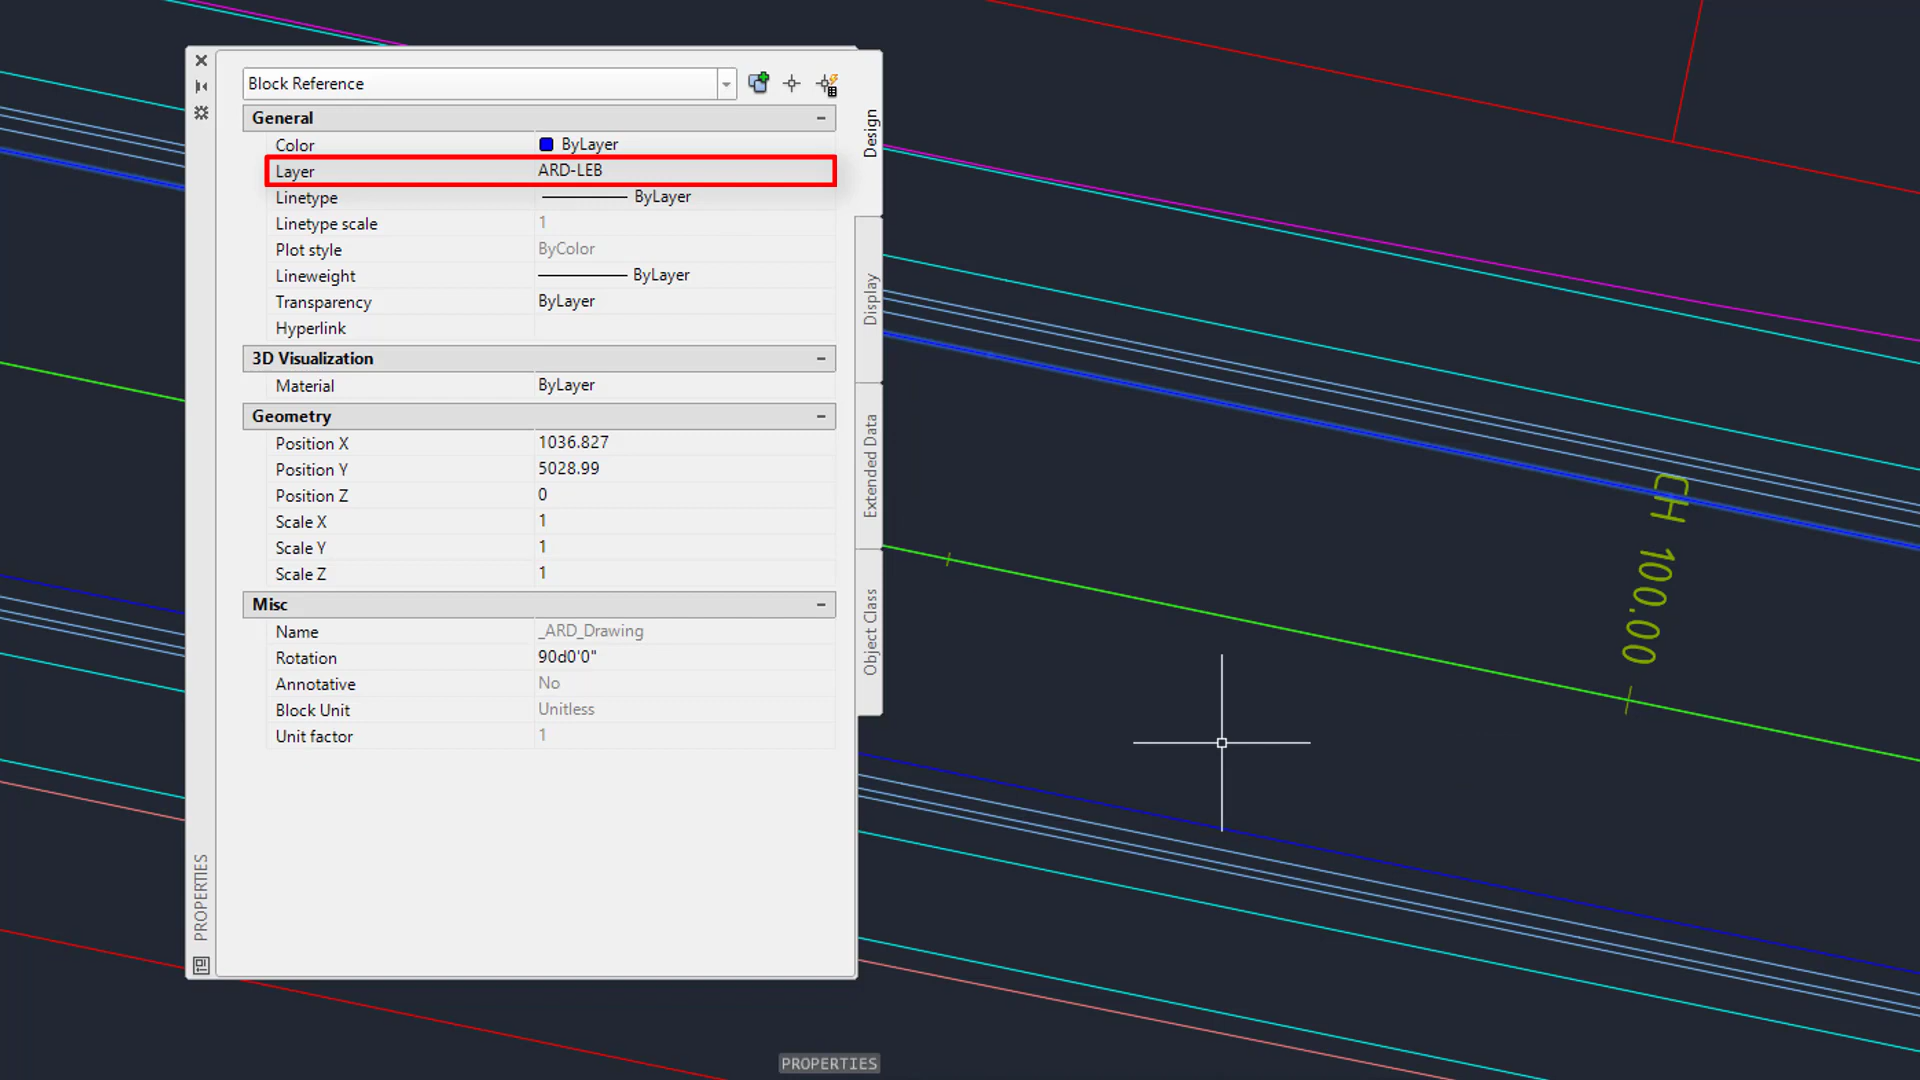 Block Reference
General
Color ByLayer
Layer ARD-LEB
Linetype ByLayer
Linetype scale 1
Plot style ByColor
Lineweight ByLayer
Transparency ByLayer
Hyperlink
3D Visualization
Material ByLayer
Geometry
Position X 1036.827
Position Y 5028.99
Position Z 0
Scale X 1
Scale Y 1
Scale Z 1
Misc
Name _ARD_Drawing
Rotation 90d0'0"
Annotative No
Block Unit Unitless
Unit factor 1
Design
Display
Extended Data
Object Class
PROPERTIES
CH 100.00
PROPERTIES